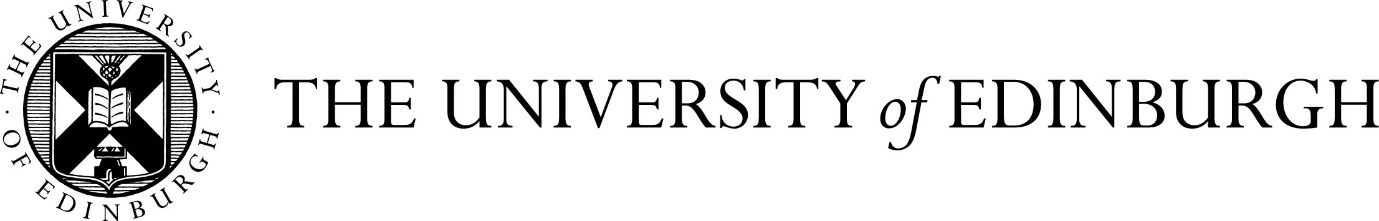 THE UNIVERSITY
OF EDINBURGH
THE UNIVERSITY of EDINBURGH